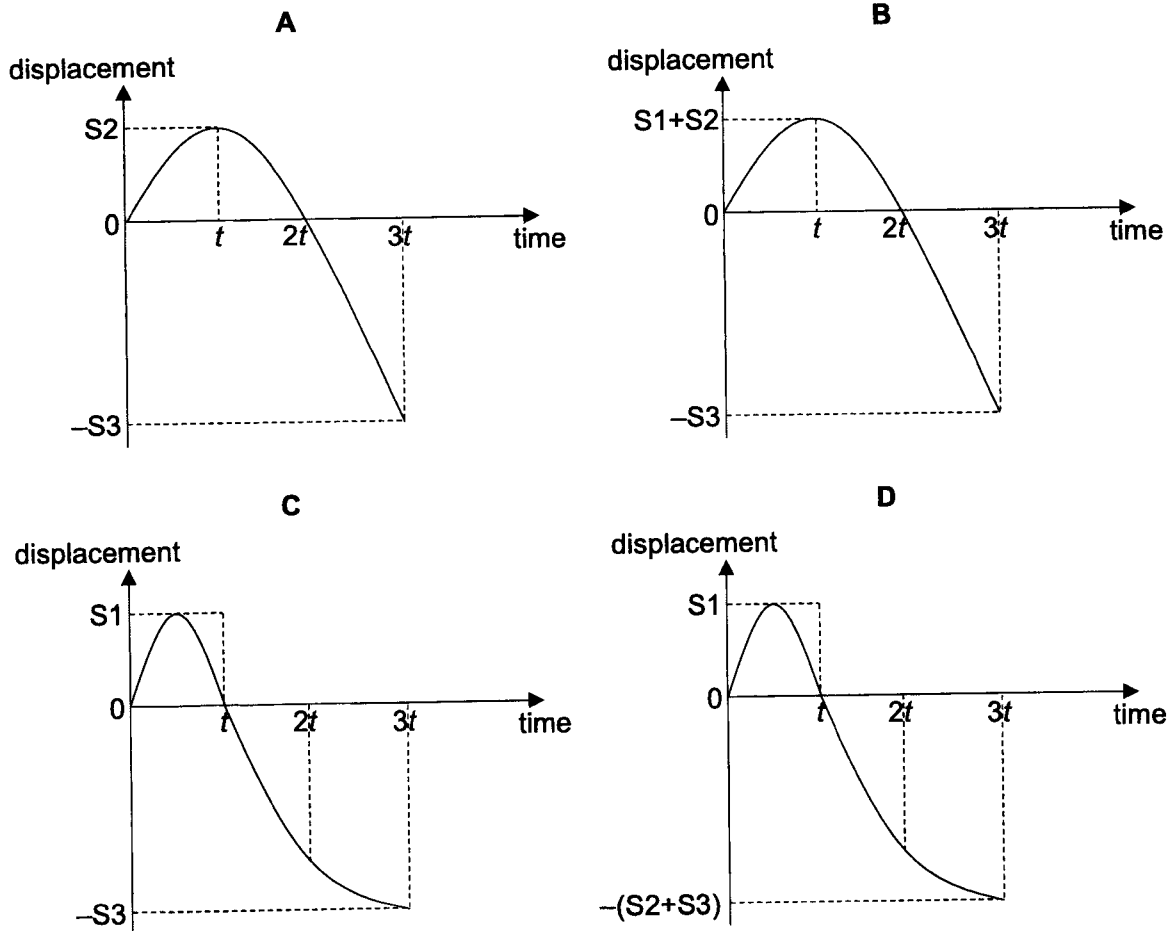 A
displacement
S2
0
t
2t
3t
time
–S3
B
displacement
S1+S2
0
t
2t
3t
time
–S3
C
displacement
S1
0
t
2t
3t
time
–S3
D
displacement
S1
0
t
2t
3t
time
–(S2+S3)